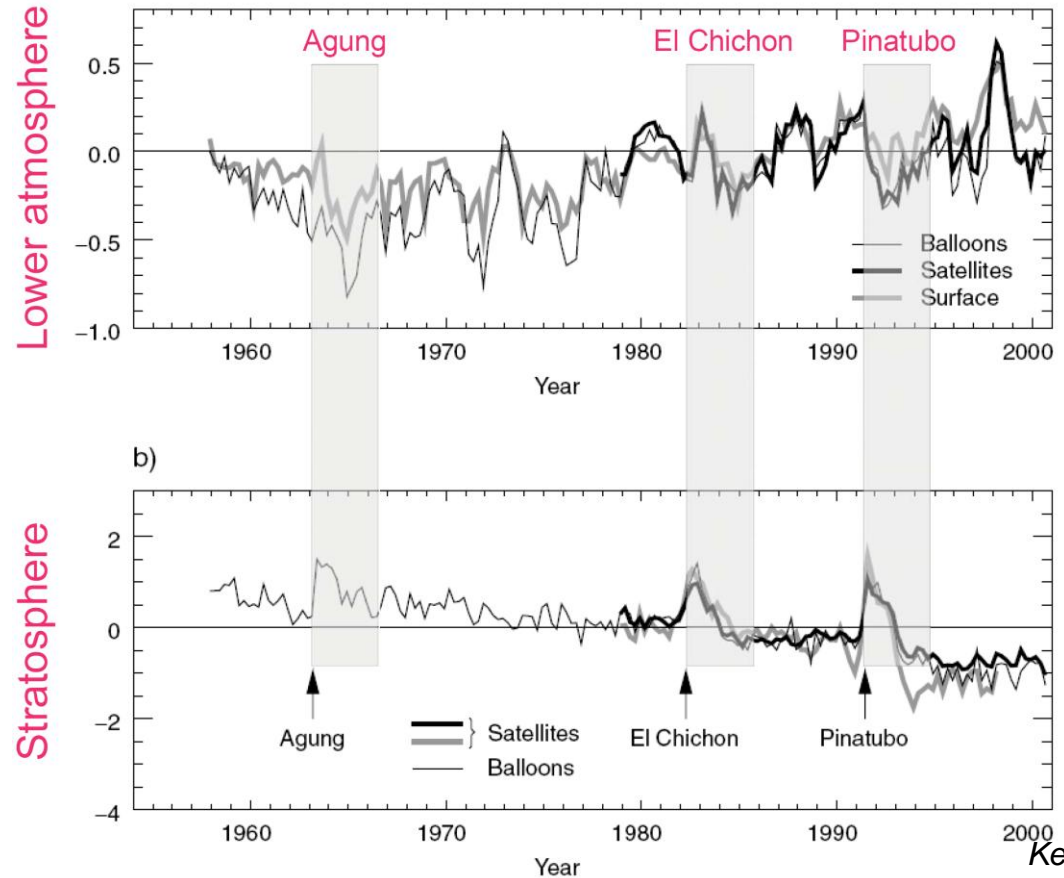 Agung El Chichon Pinatubo
Lower atmosphere
0.5
0.0
−0.5
−1.0
Balloons
Satellites
Surface
1960 1970 1980 1990 2000
Year
b)
Stratosphere
2
0
−2
−4
Agung El Chichon Pinatubo
Satellites
Balloons
1960 1970 1980 1990 2000
Year
Ke